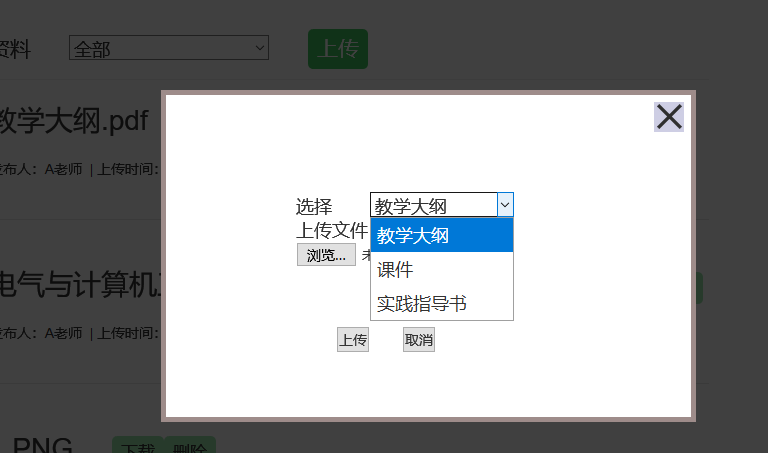 资料 全部 上传
教学大纲.pdf
发布人：A老师 | 上传时间：
选择 教学大纲
上传文件 教学大纲
浏览...
课件
实践指导书
电气与计算机
发布人：A老师 | 上传时间：
上传 取消
.PNG 下载 删除